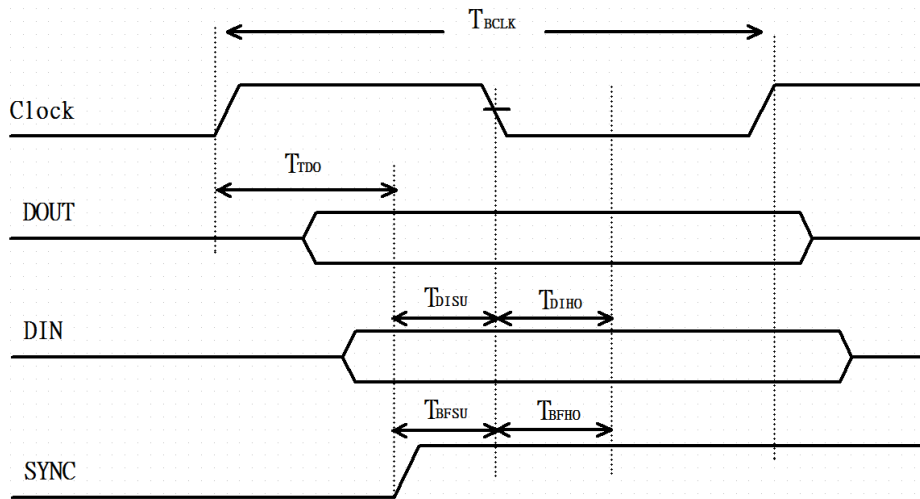 TBCLK
Clock
TTDO
DOUT
TDISU TDIHO
DIN
TBFSU TBFHO
SYNC